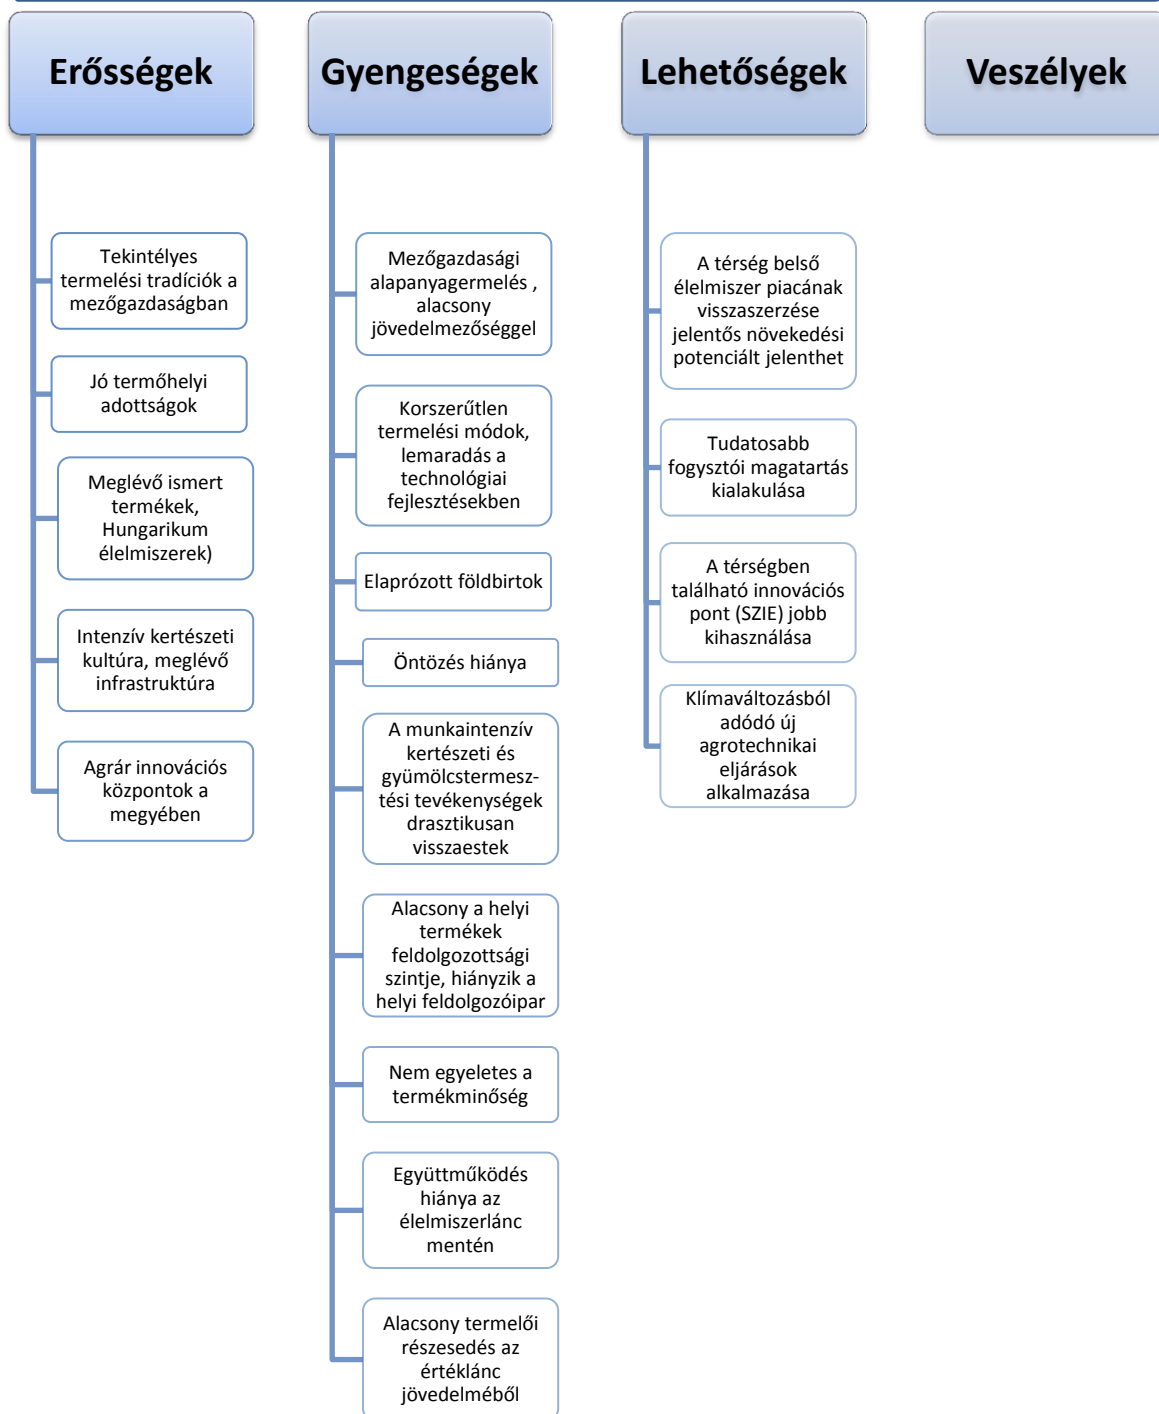 Erősségek
Tekintélyes
termelési tradíciók a
mezőgazdaságban
Jó termőhelyi
adottságok
Meglévő ismert
termékek,
Hungarikum
élelmiszerek)
Intenzív kertészeti
kultúra, meglévő
infrastruktúra
Agrár innovációs
központok a
megyében
Gyengeségek
Mezőgazdasági
alapanyagermelés ,
alacsony
jövedelmezőséggel
Korszerűtlen
termelési módok,
lemaradás a
technológiai
fejlesztésekben
Elaprózott földbirtok
Öntözés hiánya
A munkaintenzív
kertészeti és
gyümölcstermesz-
tési tevékenységek
drasztikusan
visszaestek
Alacsony a helyi
termékek
feldolgozottsági
szintje, hiányzik a
helyi feldolgozóipar
Nem egyeletes a
termékminőség
Együttműködés
hiánya az
élelmiszerlánc
mentén
Alacsony termelői
részesedés az
értéklánc
jövedelméből
Lehetőségek
A térség belső
élelmiszer piacának
visszaszerzése
jelentős növekedési
potenciált jelenthet
Tudatosabb
fogysztói magatartás
kialakulása
A térségben
található innovációs
pont (SZIE) jobb
kihasználása
Klímaváltozásból
adódó új
agrotechnikai
eljárások
alkalmazása
Veszélyek